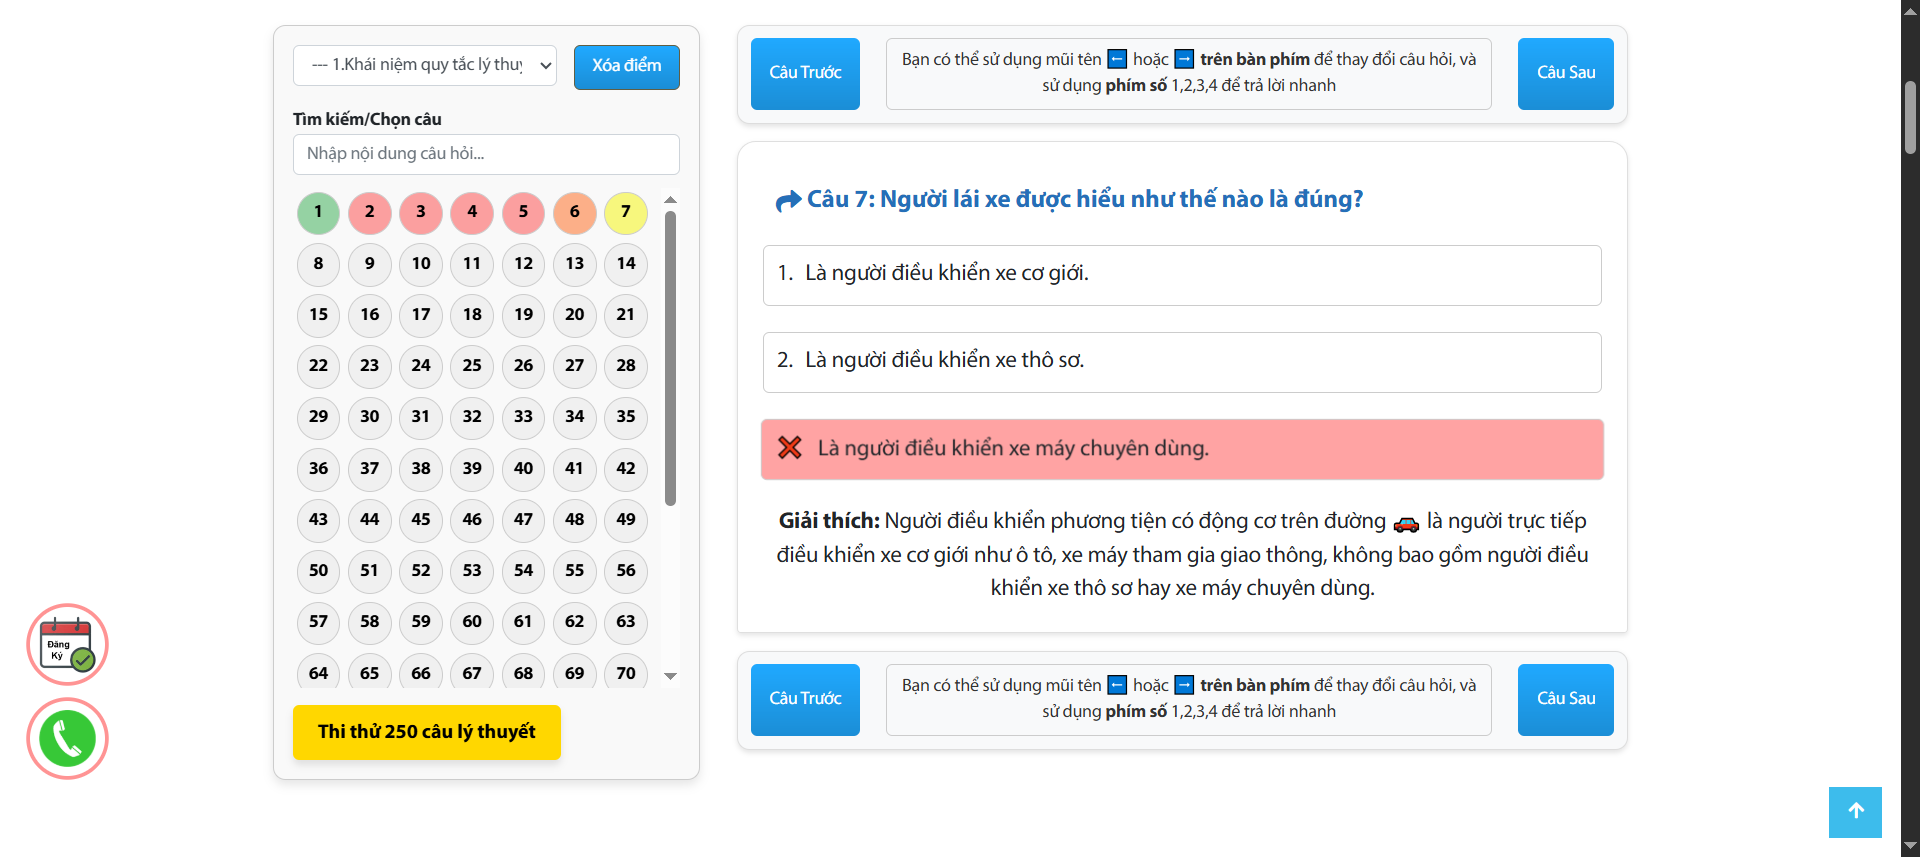 --- 1.Khái niệm quy tắc lý thuy
Xóa điểm
Tìm kiếm/Chọn câu
Nhập nội dung câu hỏi...
1 2 3 4 5 6 7
8 9 10 11 12 13 14
15 16 17 18 19 20 21
22 23 24 25 26 27 28
29 30 31 32 33 34 35
36 37 38 39 40 41 42
43 44 45 46 47 48 49
50 51 52 53 54 55 56
57 58 59 60 61 62 63
64 65 66 67 68 69 70
Thi thử 250 câu lý thuyết
Đăng
Ký
Câu Trước
Bạn có thể sử dụng mũi tên ← hoặc → trên bàn phím để thay đổi câu hỏi, và
sử dụng phím số 1,2,3,4 để trả lời nhanh
Câu Sau
Câu 7: Người lái xe được hiểu như thế nào là đúng?
1. Là người điều khiển xe cơ giới.
2. Là người điều khiển xe thô sơ.
❌ Là người điều khiển xe máy chuyên dùng.
Giải thích: Người điều khiển phương tiện có động cơ trên đường 🚗 là người trực tiếp
điều khiển xe cơ giới như ô tô, xe máy tham gia giao thông, không bao gồm người điều
khiển xe thô sơ hay xe máy chuyên dùng.
Câu Trước
Bạn có thể sử dụng mũi tên ← hoặc → trên bàn phím để thay đổi câu hỏi, và
sử dụng phím số 1,2,3,4 để trả lời nhanh
Câu Sau